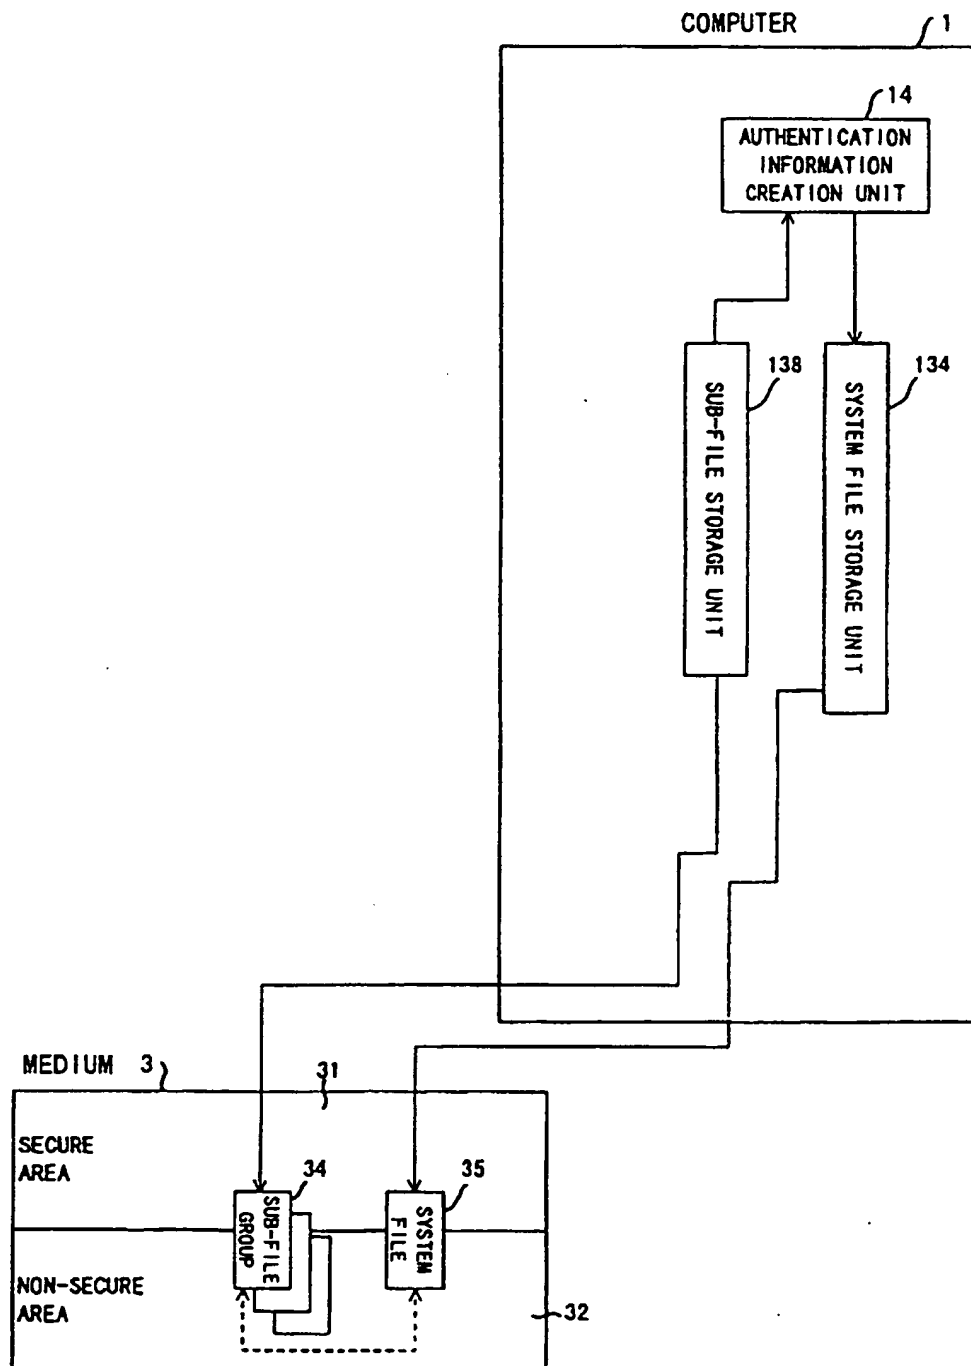 COMPUTER 1
14
AUTHENTICATION
INFORMATION
CREATION UNIT
138
134
SUB-FILE STORAGE UNIT
SYSTEM FILE STORAGE UNIT
MEDIUM 3
31
SECURE
AREA
34
35
SUB-FILE
GROUP
SYSTEM
FILE
NON-SECURE
AREA
32